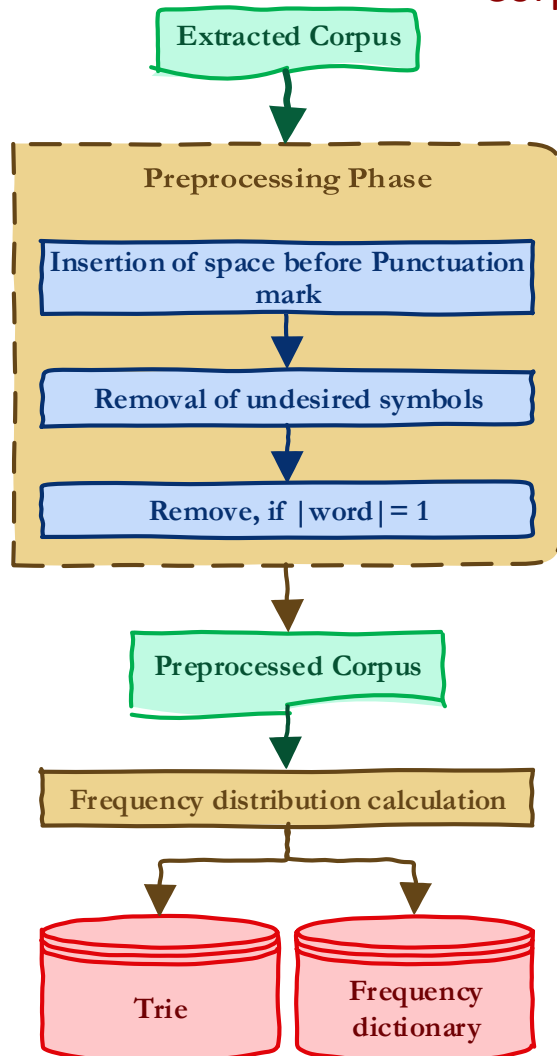 Extracted Corpus
Preprocessing Phase
Insertion of space before Punctuation
mark
Removal of undesired symbols
Remove, if |word| = 1
Preprocessed Corpus
Frequency distribution calculation
Trie
Frequency
dictionary